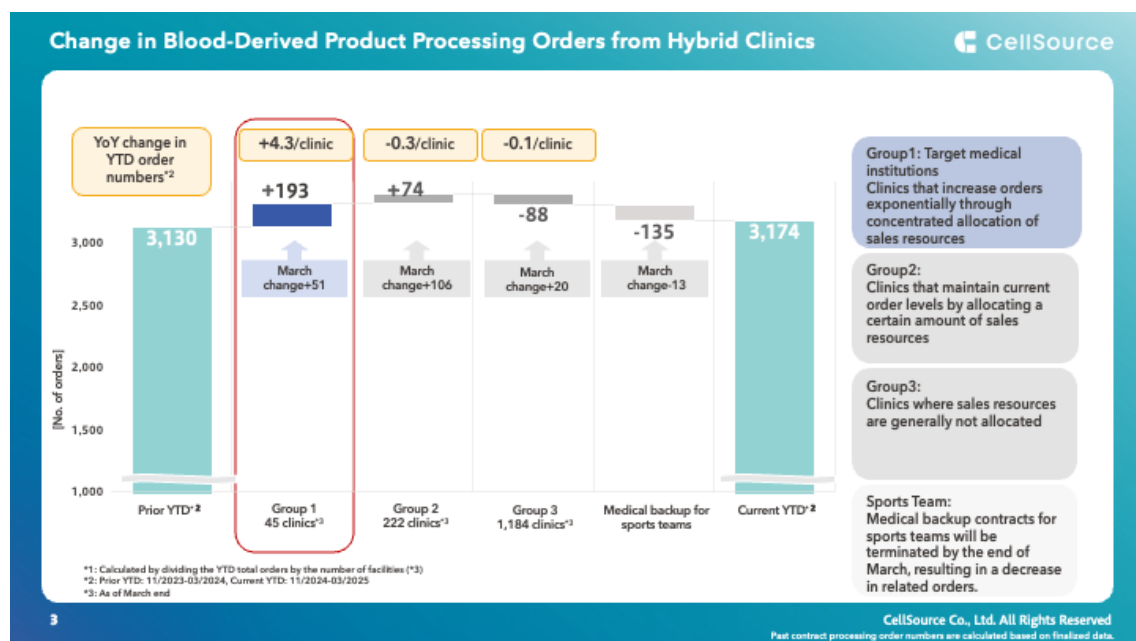 Change in Blood-Derived Product Processing Orders from Hybrid Clinics
CellSource
YoY change in
YTD order
numbers*2
+4.3/clinic
-0.3/clinic
-0.1/clinic
+193
+74
-88
-135
3,130
3,174
March
change+51
March
change+106
March
change+20
March
change-13
[No. of orders]
3,000
2,500
2,000
1,500
1,000
Prior YTD*2
Group 1
45 clinics*3
Group 2
222 clinics*3
Group 3
1,184 clinics*3
Medical backup for
sports teams
Current YTD*2
Group1: Target medical
institutions
Clinics that increase orders
exponentially through
concentrated allocation of
sales resources
Group2:
Clinics that maintain current
order levels by allocating a
certain amount of sales
resources
Group3:
Clinics where sales resources
are generally not allocated
Sports Team:
Medical backup contracts for
sports teams will be
terminated by the end of
March, resulting in a decrease
in related orders.
*1: Calculated by dividing the YTD total orders by the number of facilities (*3)
*2: Prior YTD: 11/2023-03/2024, Current YTD: 11/2024-03/2025
*3: As of March end
3
CellSource Co., Ltd. All Rights Reserved
Past contract processing order numbers are calculated based on finalized data.